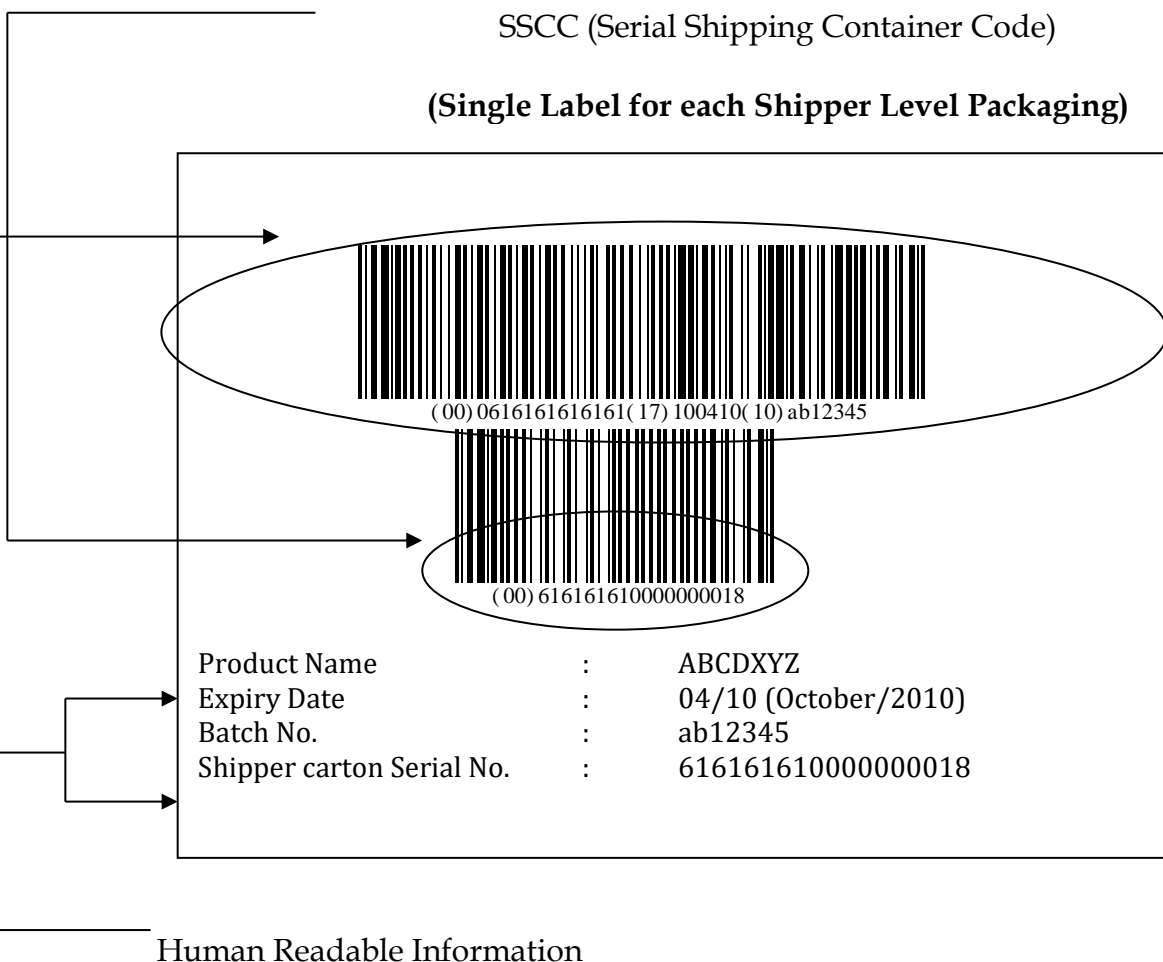 SSCC (Serial Shipping Container Code)
(Single Label for each Shipper Level Packaging)
(00)0616161616161(17)100410(10)ab12345
(00)616161610000000018
Product Name : ABCDXYZ
Expiry Date : 04/10 (October/2010)
Batch No. : ab12345
Shipper carton Serial No. : 616161610000000018
Human Readable Information